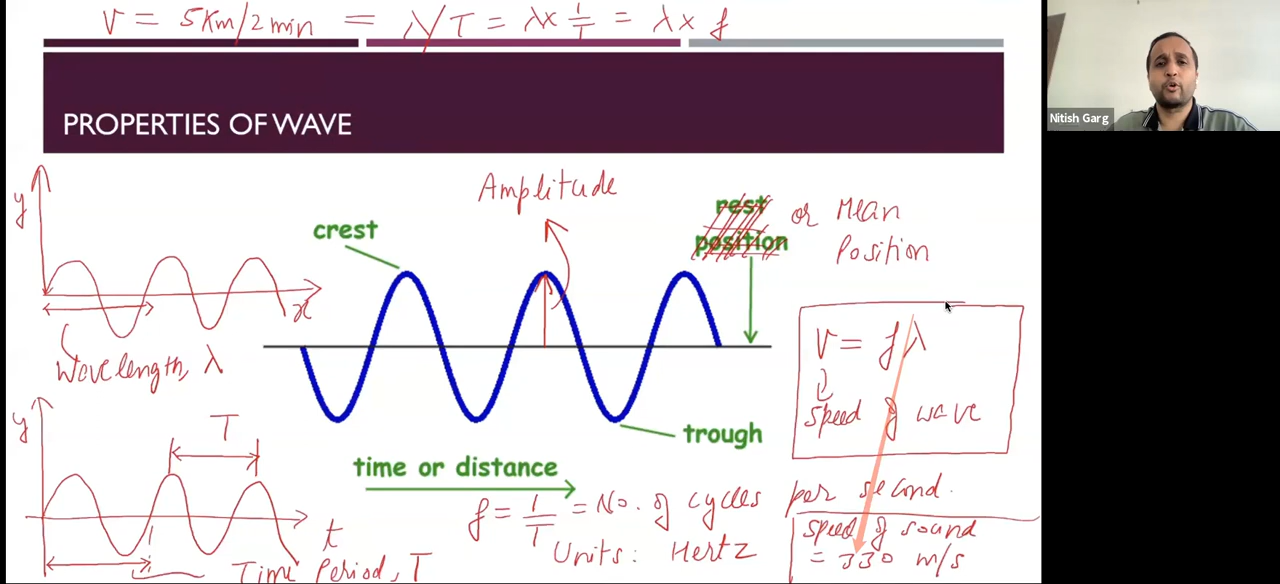 V = 5Km/2min = λ/T = λ x 1/T = λ x f
PROPERTIES OF WAVE
Nitish Garg
y
x
Wavelength, λ
crest
Amplitude
rest
position
or Mean
Position
V = fλ
speed of wave
trough
time or distance
y
T
t
Time Period, T
f = 1/T = No. of cycles per second.
Units: Hertz
Speed of sound
= 330 m/s